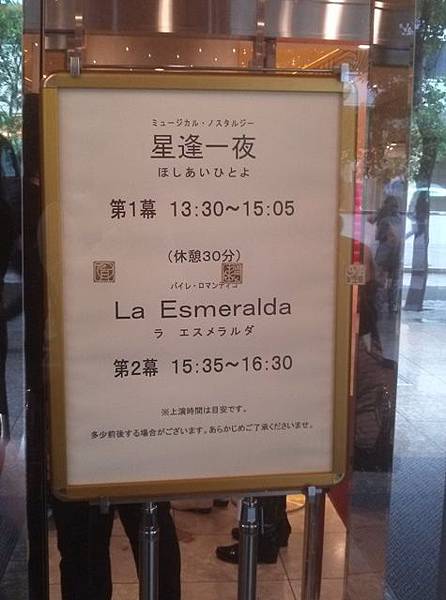 ミュージカル・ノスタルジー
星逢一夜
ほしあいひとよ
第1幕 13:30～15:05
(休憩30分)
バイレ・ロマンティコ
La Esmeralda
ラ エスメラルダ
第2幕 15:35～16:30
※上演時間は目安です。
多少前後する場合がございます。あらかじめご了承くださいませ。